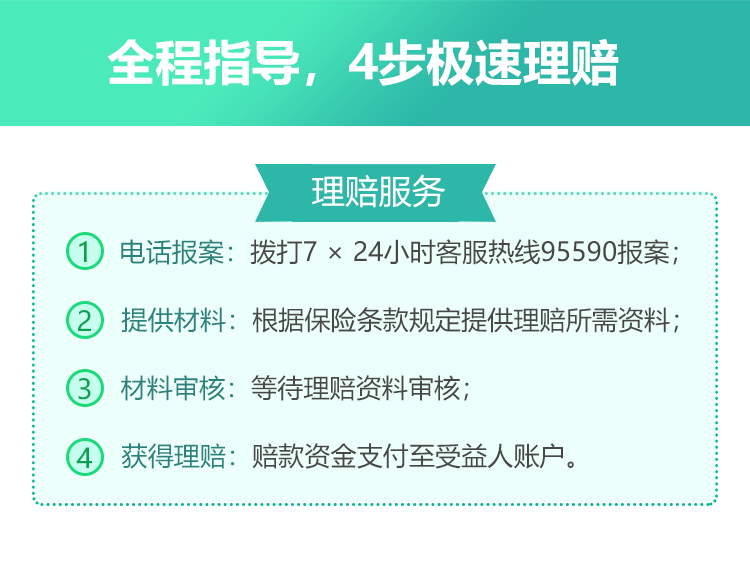 全程指导，4步极速理赔
理赔服务
1 电话报案：拨打7 × 24小时客服热线95590报案；
2 提供材料：根据保险条款规定提供理赔所需资料；
3 材料审核：等待理赔资料审核；
4 获得理赔：赔款资金支付至受益人账户。